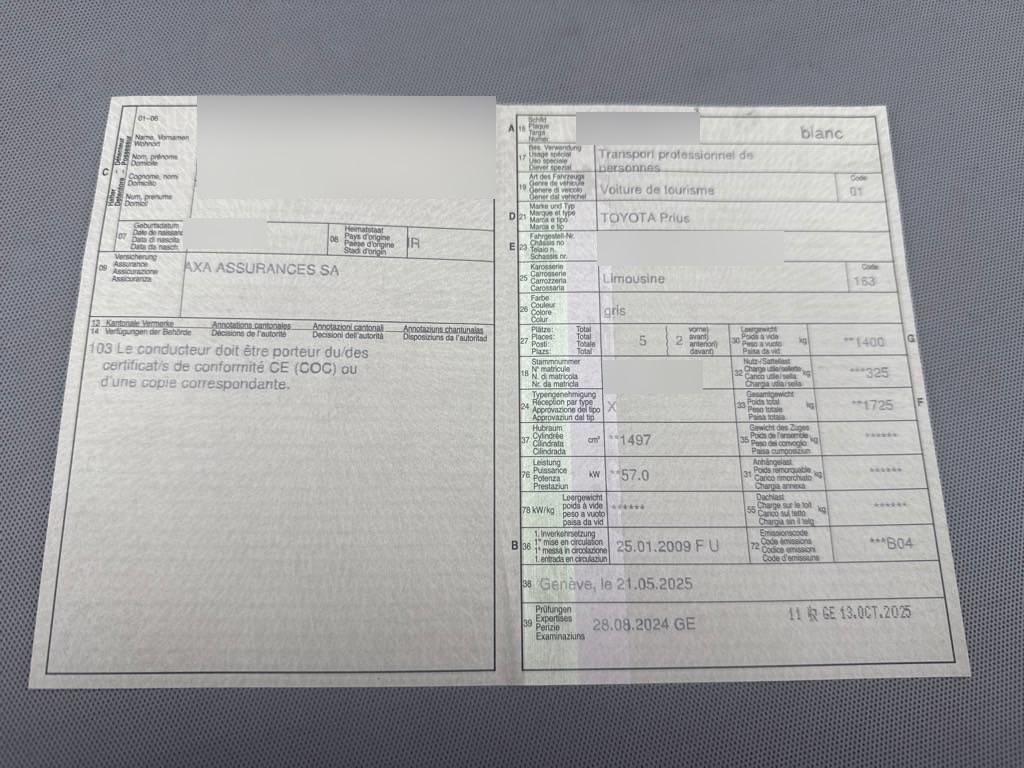 01-06
C
Halter Détenteur
Detentore Possessur
Name, Vornamen
Wohnort
Nom, prénoms
Domicile
Cognome, nomi
Domicilio
Num, prenums
Domicil
07
Geburtsdatum
Date de naissance
Data di nascita
Data da nasch.
08
Heimatstaat
Pays d'origine
Paese d'origine
Stadi d'origin
IR
09
Versicherung
Assurance
Assicurazione
Assicuranza
AXA ASSURANCES SA
13 Kantonale Vermerke
14 Verfügungen der Behörde
Annotations cantonales
Décisions de l'autorité
Annotazioni cantonali
Decisioni dell'autorità
Annotaziuns chantunalas
Disposiziuns da l'autoritad
103 Le conducteur doit être porteur du/des
certificat/s de conformité CE (COC) ou
d'une copie correspondante.
A
Schild
Plaque
Targa
Numer
blanc
17
Bes. Verwendung
Usage spécial
Uso speciale
Diever spezial
Transport professionnel de
personnes
19
Art des Fahrzeugs
Genre de véhicule
Genere di veicolo
Gener dal vehichel
Voiture de tourisme
Code
01
D
21
Marke und Typ
Marque et type
Marca e tipo
Marca e tip
TOYOTA Prius
E
23
Fahrgestell-Nr.
Châssis no
Telaio n.
Schassis nr.
25
Karosserie
Carrosserie
Carrozzeria
Carossaria
Limousine
Code
163
26
Farbe
Couleur
Colore
Colur
gris
27
Plätze: Total
Places: Total
Posti: Totale
Plazs: Total
5
2
vorne)
avant)
anteriori)
davant)
30
Leergewicht
Poids à vide
Peso a vuoto
Paisa da vid
kg
**1400
G
18
Stammnummer
N° matricule
N. di matricola
Nr. da matricla
32
Nutz-/Sattellast
Charge utile/sellette
Carico utile/sella
Chargia utila/sella
kg
***325
24
Typengenehmigung
Réception par type
Approvazione del tipo
Approvaziun dal tip
X
33
Gesamtgewicht
Poids total
Peso totale
Paisa totala
kg
**1725
F
37
Hubraum
Cylindrée
Cilindrata
Cilindrada
cm³
**1497
35
Gewicht des Zuges
Poids de l'ensemble
Peso del convoglio
Paisa cumposiziun
kg
******
76
Leistung
Puissance
Potenza
Prestaziun
kW
**57.0
31
Anhängelast
Poids remorquable
Carico rimorchiato
Chargia annexa
kg
******
78 kW/kg
Leergewicht
poids à vide
peso a vuoto
paisa da vid
******
55
Dachlast
Charge sur le toit
Carico sul tetto
Chargia sin il tetg
kg
******
B
36
1. Inverkehrsetzung
1re mise en circulation
1a messa in circolazione
1. entrada en circulaziun
25.01.2009 F U
72
Emissionscode
Code émissions
Codice emissioni
Code d'emissiuns
***B04
38
Genève, le 21.05.2025
39
Prüfungen
Expertises
Perizie
Examinaziuns
28.08.2024 GE
GE 13.OCT.2025